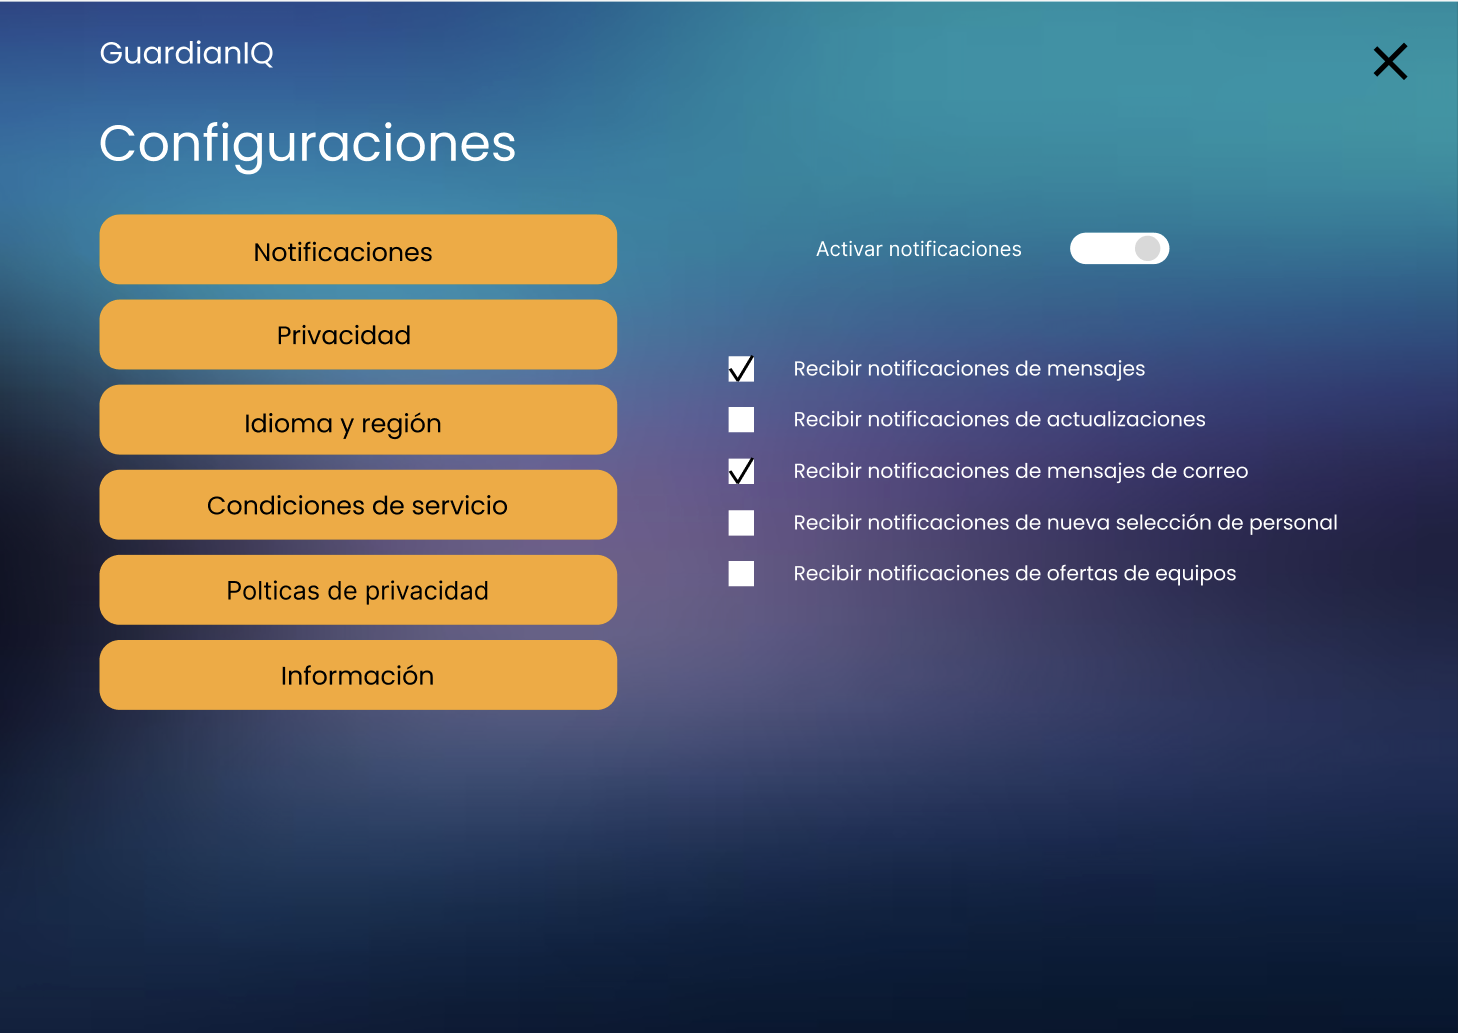 GuardianIQ
Configuraciones
Notificaciones
Privacidad
Idioma y región
Condiciones de servicio
Polticas de privacidad
Información
Activar notificaciones
Recibir notificaciones de mensajes
Recibir notificaciones de actualizaciones
Recibir notificaciones de mensajes de correo
Recibir notificaciones de nueva selección de personal
Recibir notificaciones de ofertas de equipos